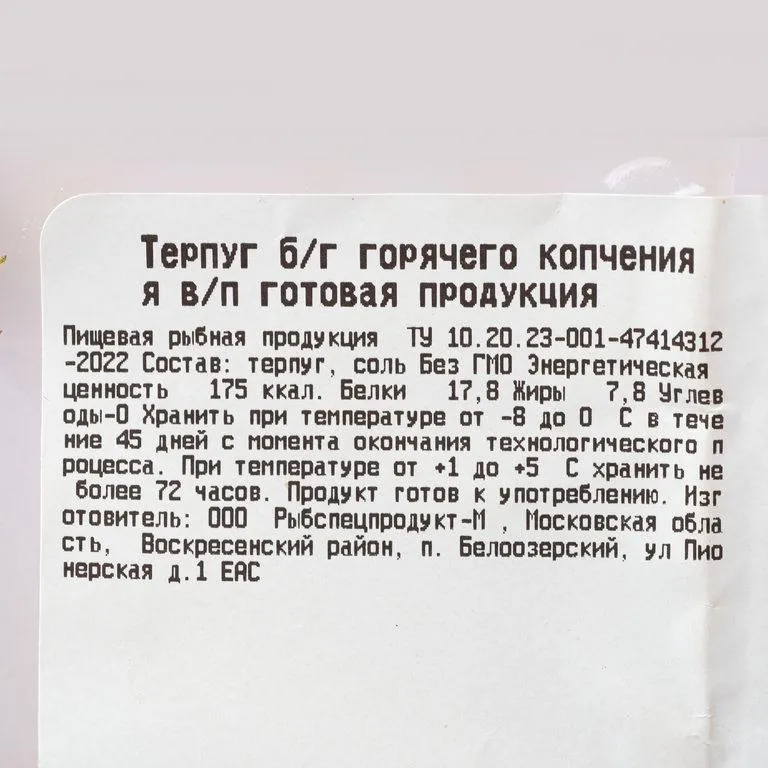 Терпуг б/г горячего копчения
я в/п готовая продукция
Пищевая рыбная продукция ТУ 10.20.23-001-47414312
-2022 Состав: терпуг, соль Без ГМО Энергетическая
ценность 175 ккал. Белки 17,8 Жиры 7,8 Углев
оды-0 Хранить при температуре от -8 до 0 С в тече
ние 45 дней с момента окончания технологического п
роцесса. При температуре от +1 до +5 С хранить не
более 72 часов. Продукт готов к употреблению. Изг
отовитель: ООО Рыбспецпродукт-М , Московская обла
сть, Воскресенский район, п. Белоозерский, ул Пио
нерская д.1 ЕАС